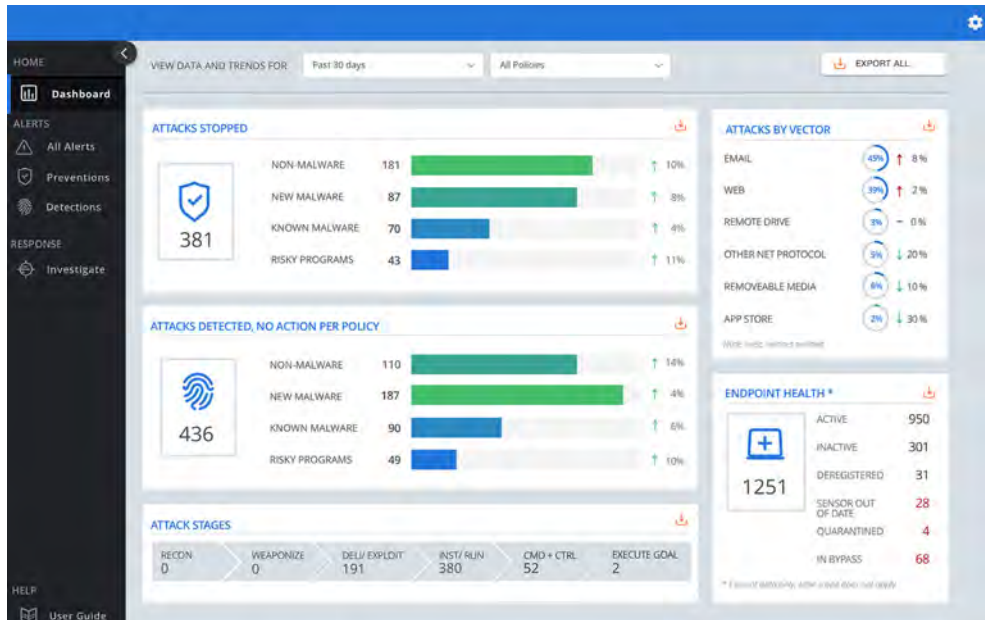 HOME
Dashboard
ALERTS
All Alerts
Preventions
Detections
RESPONSE
Investigate
HELP
User Guide
VIEW DATA AND TRENDS FOR
Past 30 days
All Policies
EXPORT ALL
ATTACKS STOPPED
381
NON-MALWARE 181 ↑ 10%
NEW MALWARE 87 ↑ 8%
KNOWN MALWARE 70 ↑ 4%
RISKY PROGRAMS 43 ↑ 11%
ATTACKS DETECTED, NO ACTION PER POLICY
436
NON-MALWARE 110 ↑ 14%
NEW MALWARE 187 ↑ 4%
KNOWN MALWARE 90 ↑ 6%
RISKY PROGRAMS 49 ↑ 10%
ATTACK STAGES
RECON WEAPONIZE DEL/ EXPLOIT INST/ RUN CMD + CTRL EXECUTE GOAL
0 0 191 380 52 2
ATTACKS BY VECTOR
EMAIL 45% ↑ 8%
WEB 39% ↑ 2%
REMOTE DRIVE 3% – 0%
OTHER NET PROTOCOL 5% ↓ 20%
REMOVEABLE MEDIA 6% ↓ 10%
APP STORE 2% ↓ 30%
ENDPOINT HEALTH *
1251
ACTIVE 950
INACTIVE 301
DEREGISTERED 31
SENSOR OUT
OF DATE 28
QUARANTINED 4
IN BYPASS 68